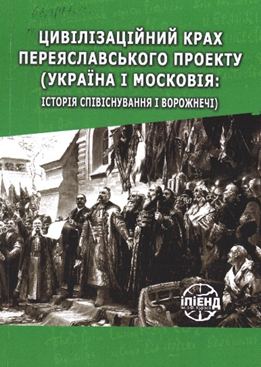 ЦИВІЛІЗАЦІЙНИЙ КРАХ
ПЕРЕЯСЛАВСЬКОГО ПРОЕКТУ
(УКРАЇНА І МОСКОВІЯ:
ІСТОРІЯ СПІВІСНУВАННЯ І ВОРОЖНЕЧІ)
ІПІЕНД